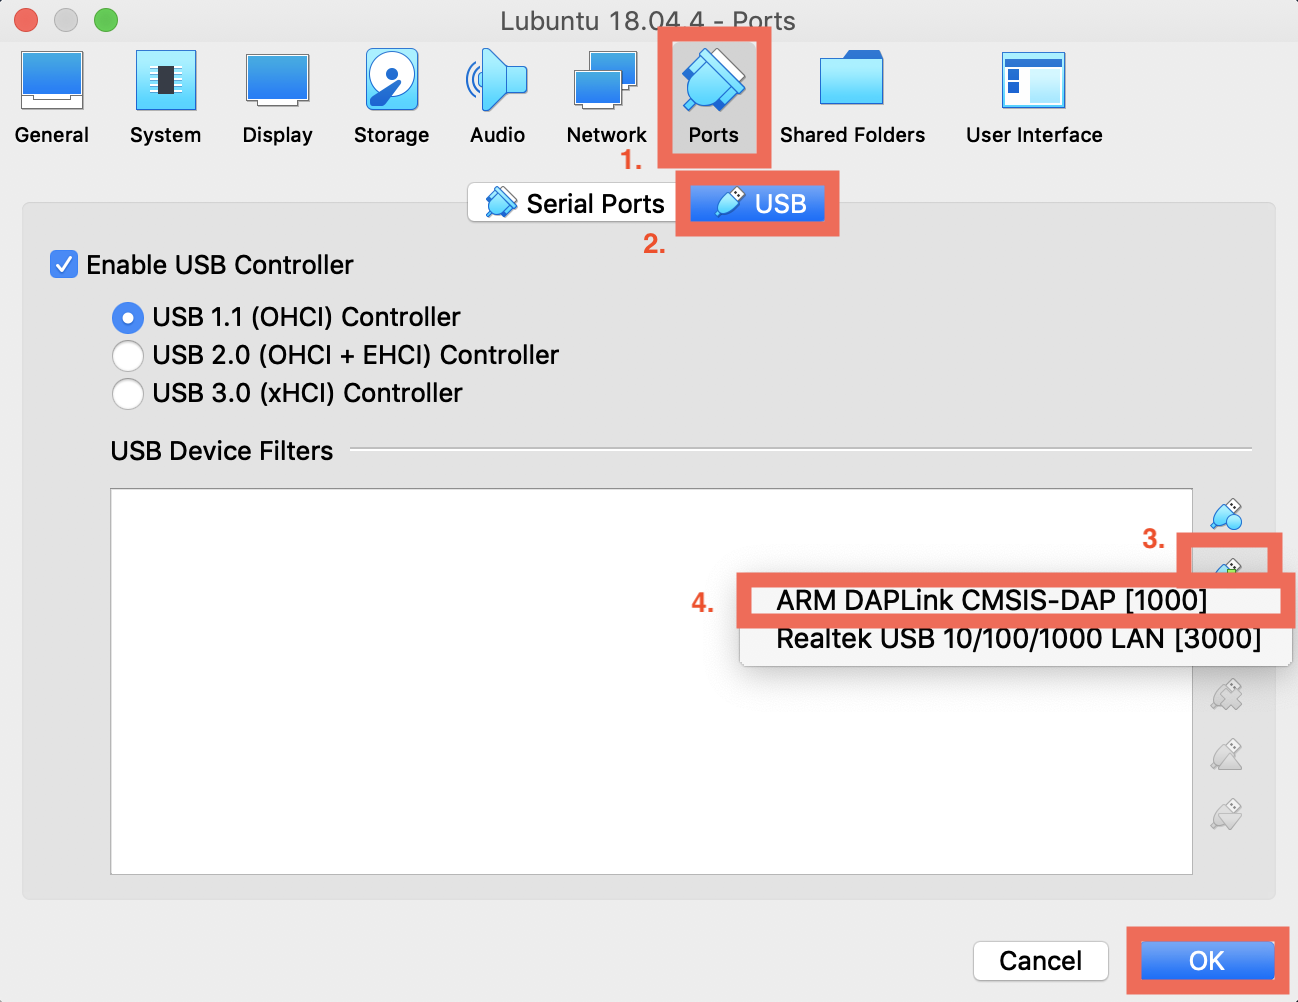 Lubuntu 18.04.4 - Ports
General System Display Storage Audio Network Ports Shared Folders User Interface
1.
Serial Ports USB
2.
Enable USB Controller
USB 1.1 (OHCI) Controller
USB 2.0 (OHCI + EHCI) Controller
USB 3.0 (xHCI) Controller
USB Device Filters
3.
4. ARM DAPLink CMSIS-DAP [1000]
Realtek USB 10/100/1000 LAN [3000]
Cancel OK